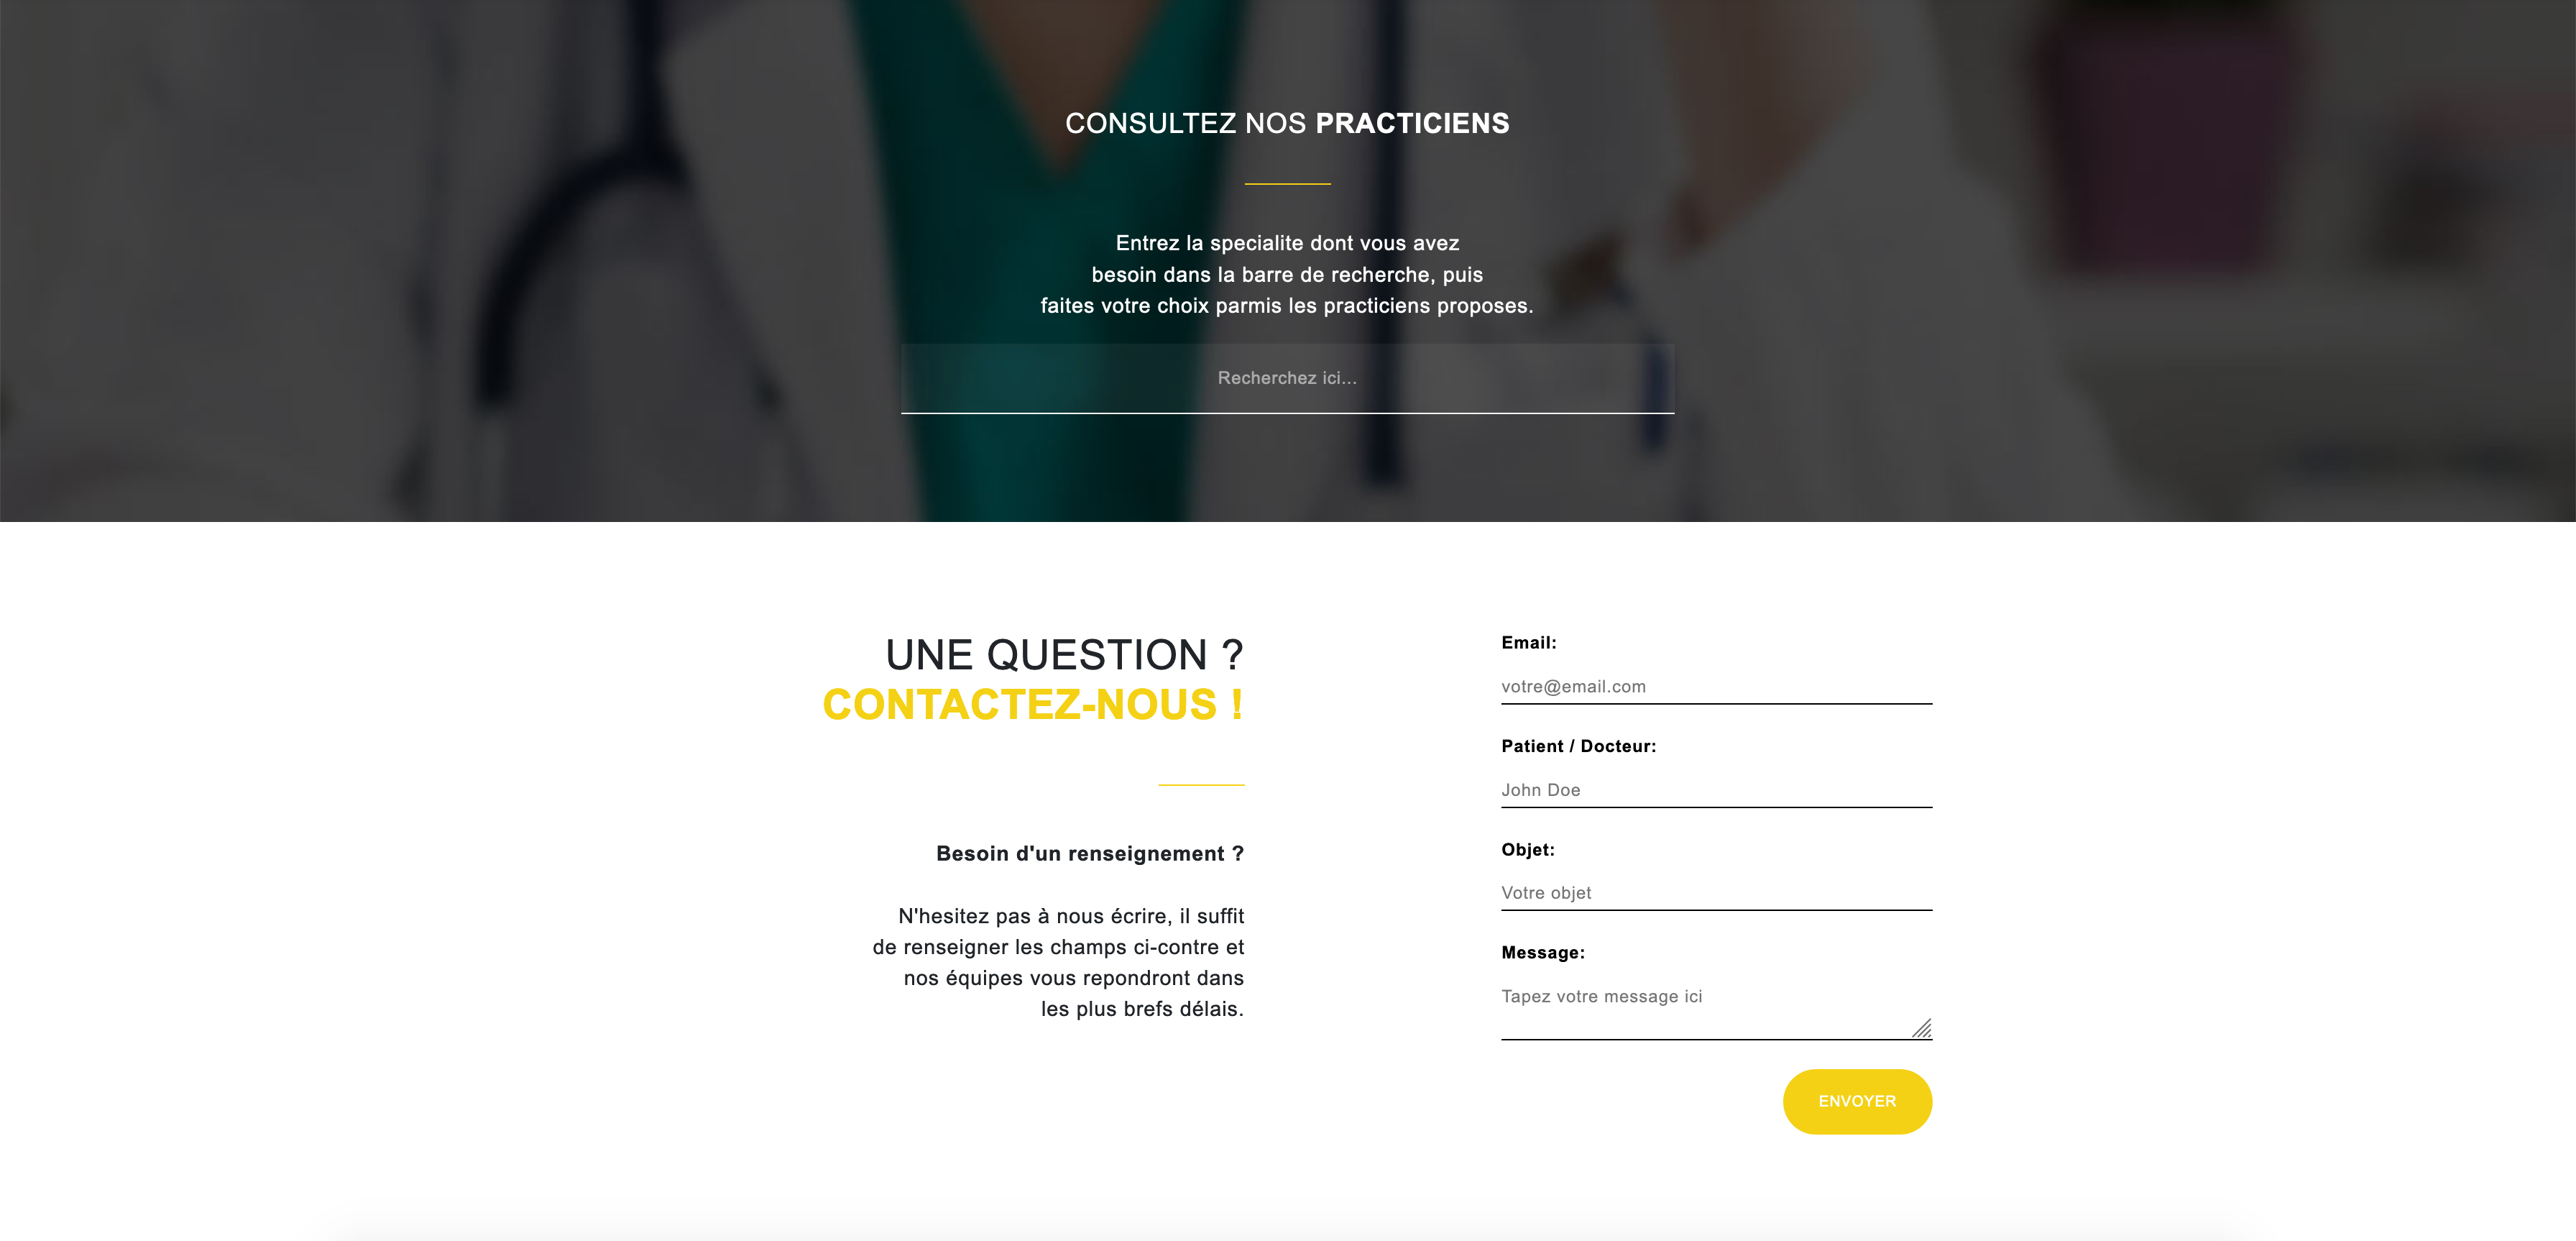 CONSULTEZ NOS PRACTICIENS
Entrez la specialite dont vous avez
besoin dans la barre de recherche, puis
faites votre choix parmis les practiciens proposes.
Recherchez ici...
UNE QUESTION ?
CONTACTEZ-NOUS !
Besoin d'un renseignement ?
N'hesitez pas à nous écrire, il suffit
de renseigner les champs ci-contre et
nos équipes vous repondront dans
les plus brefs délais.
Email:
votre@email.com
Patient / Docteur:
John Doe
Objet:
Votre objet
Message:
Tapez votre message ici
ENVOYER